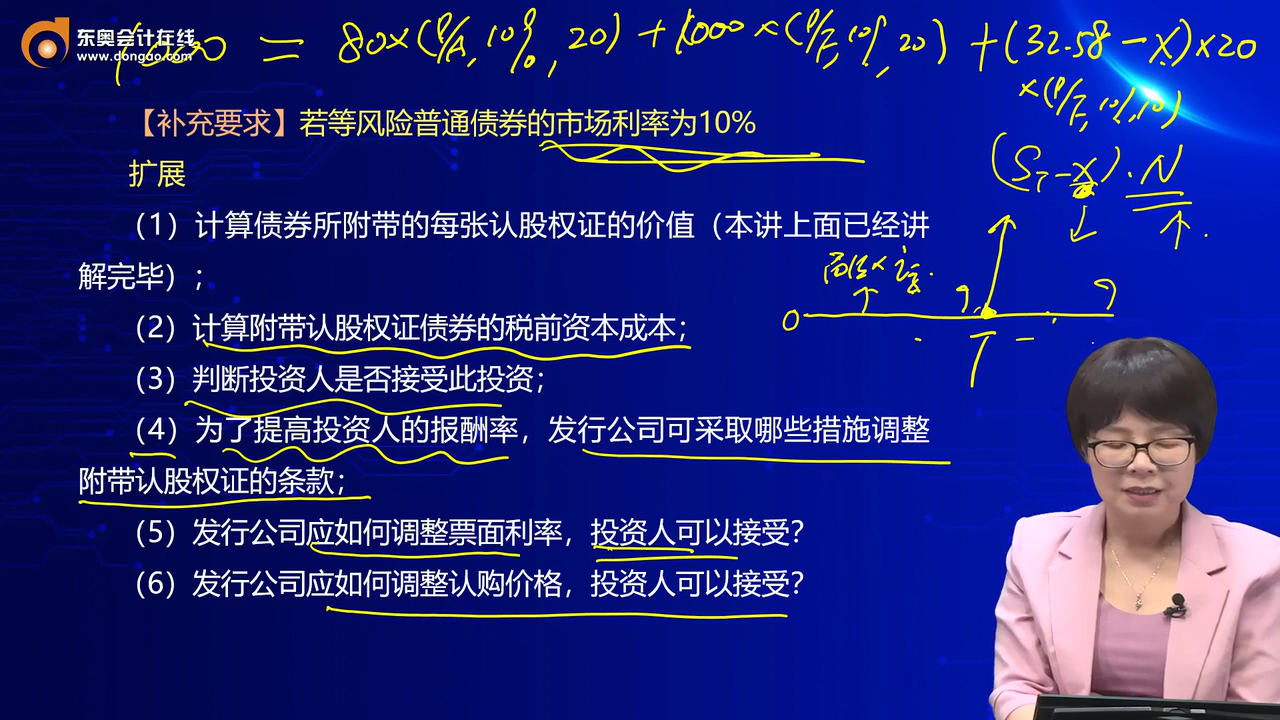 东奥会计在线
www.dongao.com
1000 = 80×(P/A, 10%, 20) + 1000×(P/F, 10%, 20) + (32.58 - X)×20
×(P/F, 10%, 10)
【补充要求】若等风险普通债券的市场利率为10%
(S_T - X)·N
扩展
（1）计算债券所附带的每张认股权证的价值（本讲上面已经讲
解完毕）;
0
T
（2）计算附带认股权证债券的税前资本成本;
（3）判断投资人是否接受此投资;
（4）为了提高投资人的报酬率，发行公司可采取哪些措施调整
附带认股权证的条款;
（5）发行公司应如何调整票面利率，投资人可以接受？
（6）发行公司应如何调整认购价格，投资人可以接受？